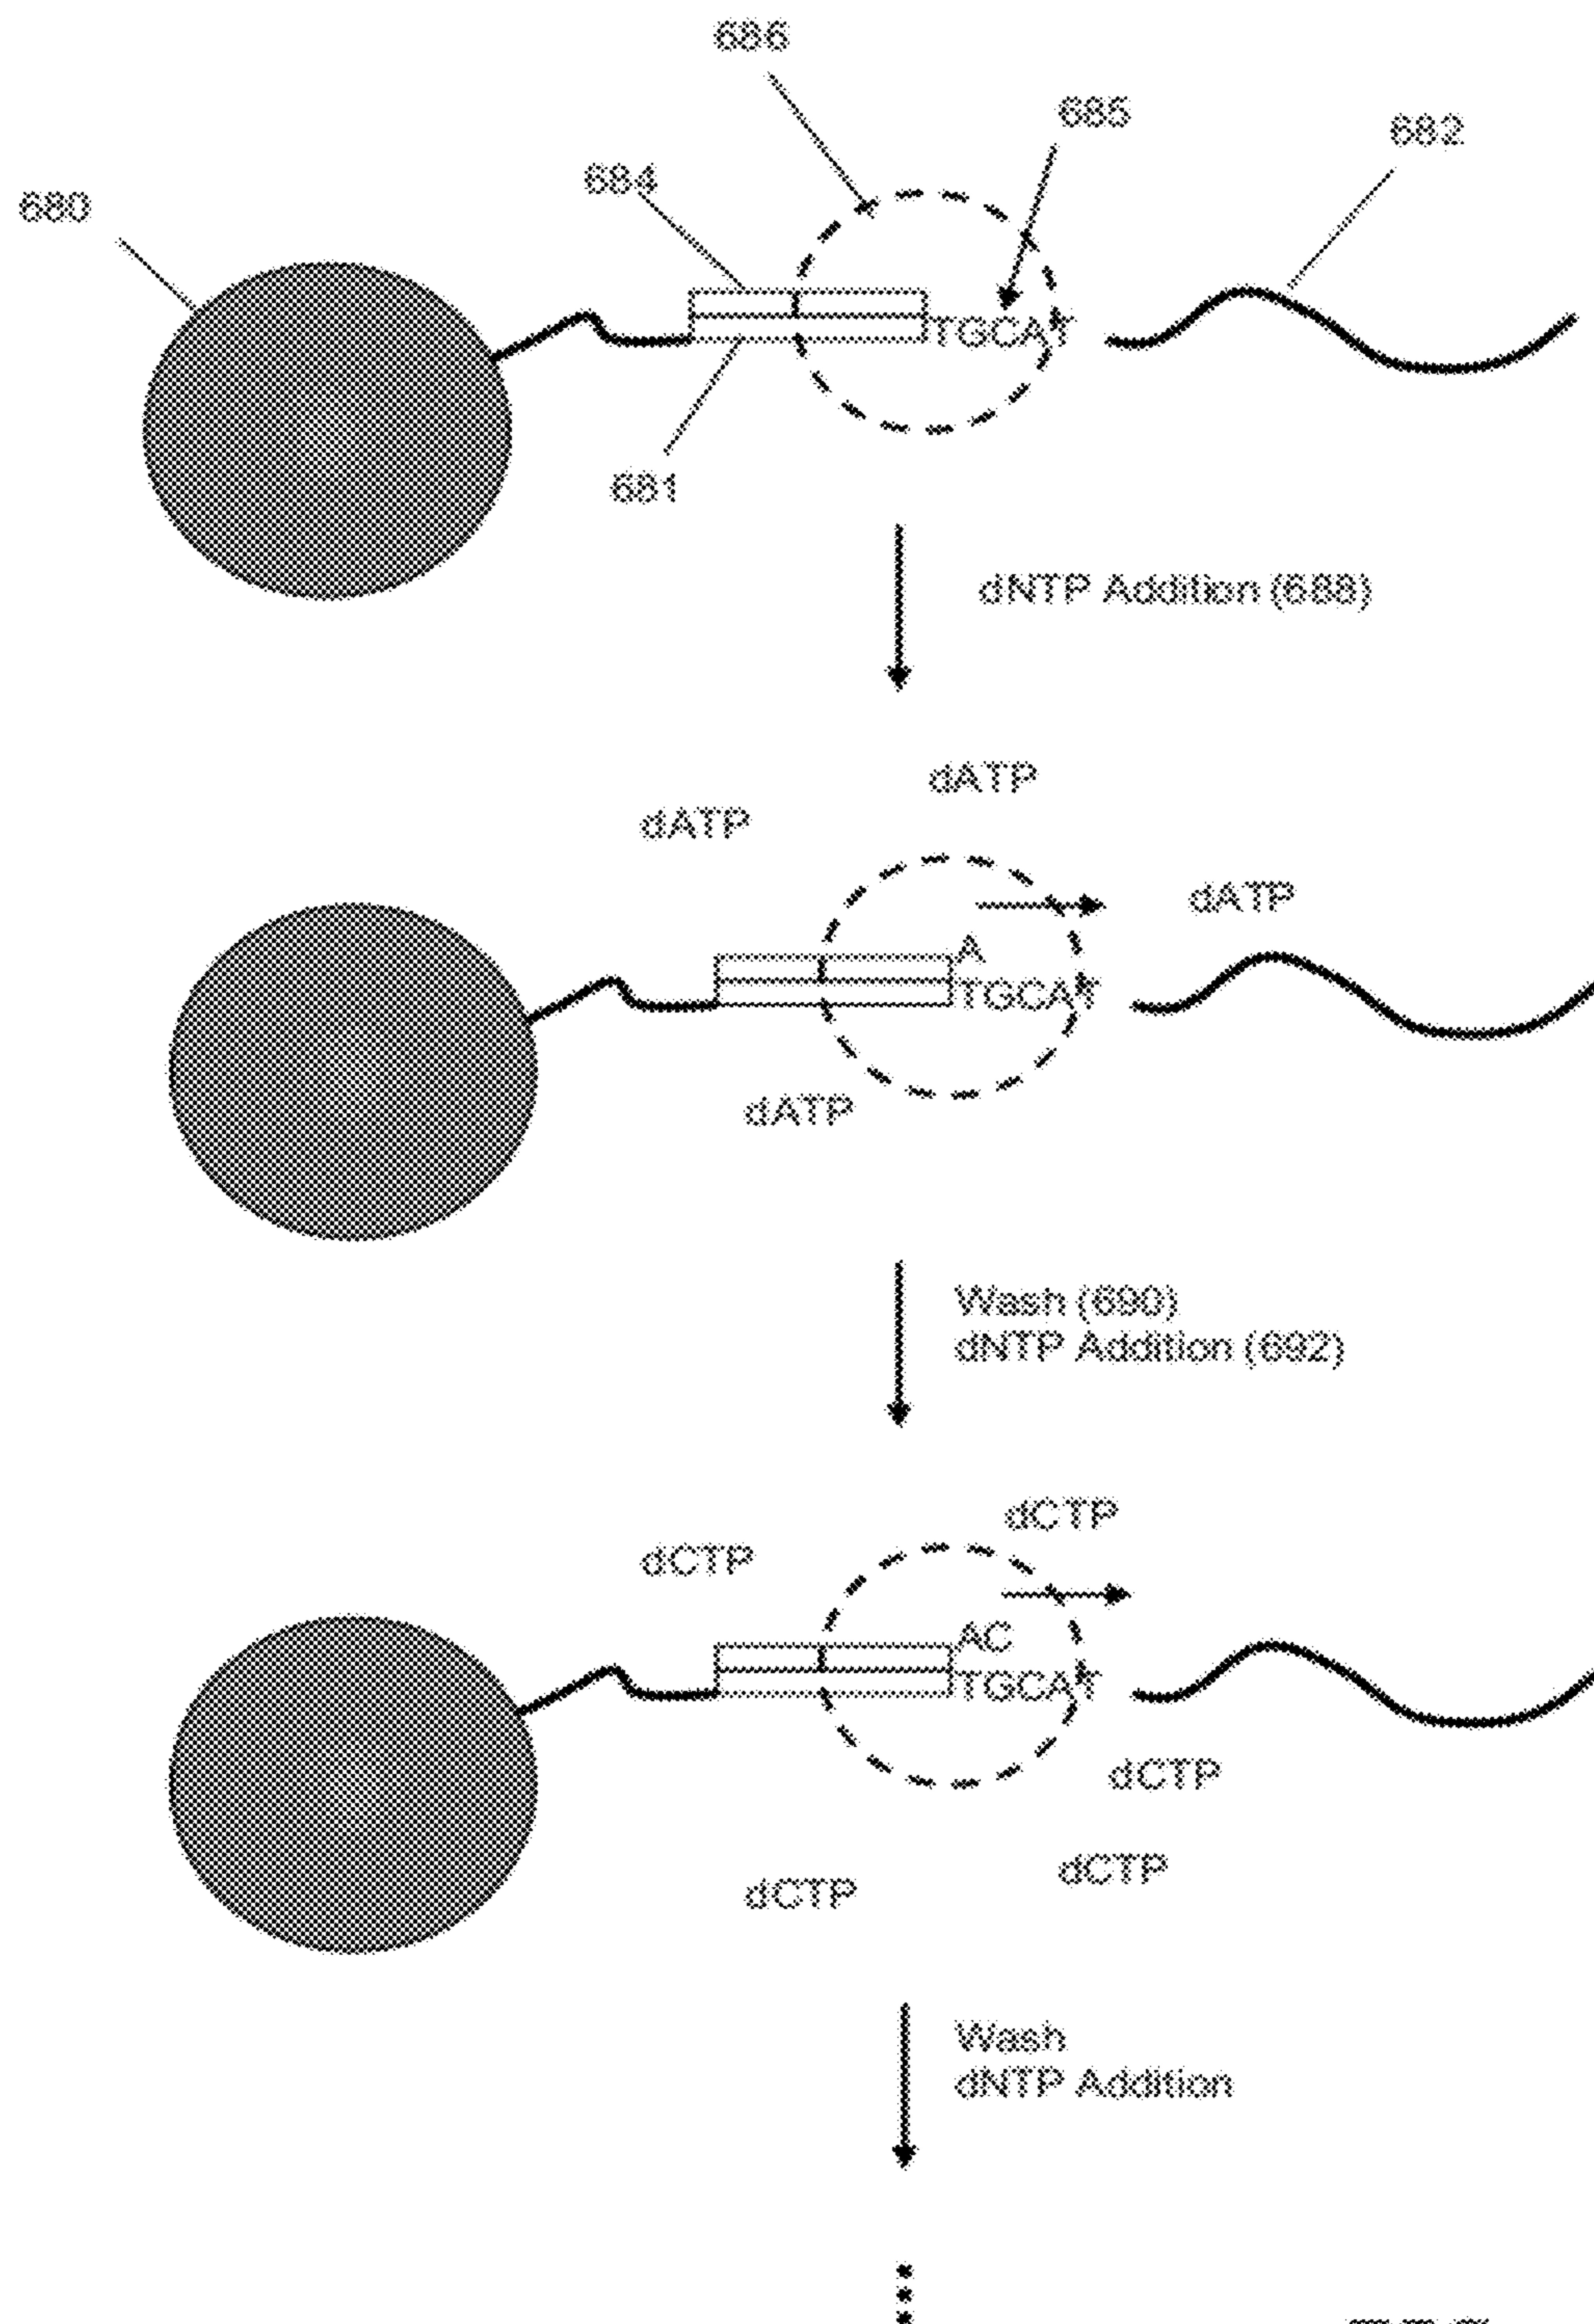 686
685
682
684
680
TGCAT
681
dNTP Addition (688)
dATP
dATP
dATP
A
TGCAT
dATP
Wash (690)
dNTP Addition (692)
dCTP
dCTP
AC
TGCAT
dCTP
dCTP
dCTP
Wash
dNTP Addition